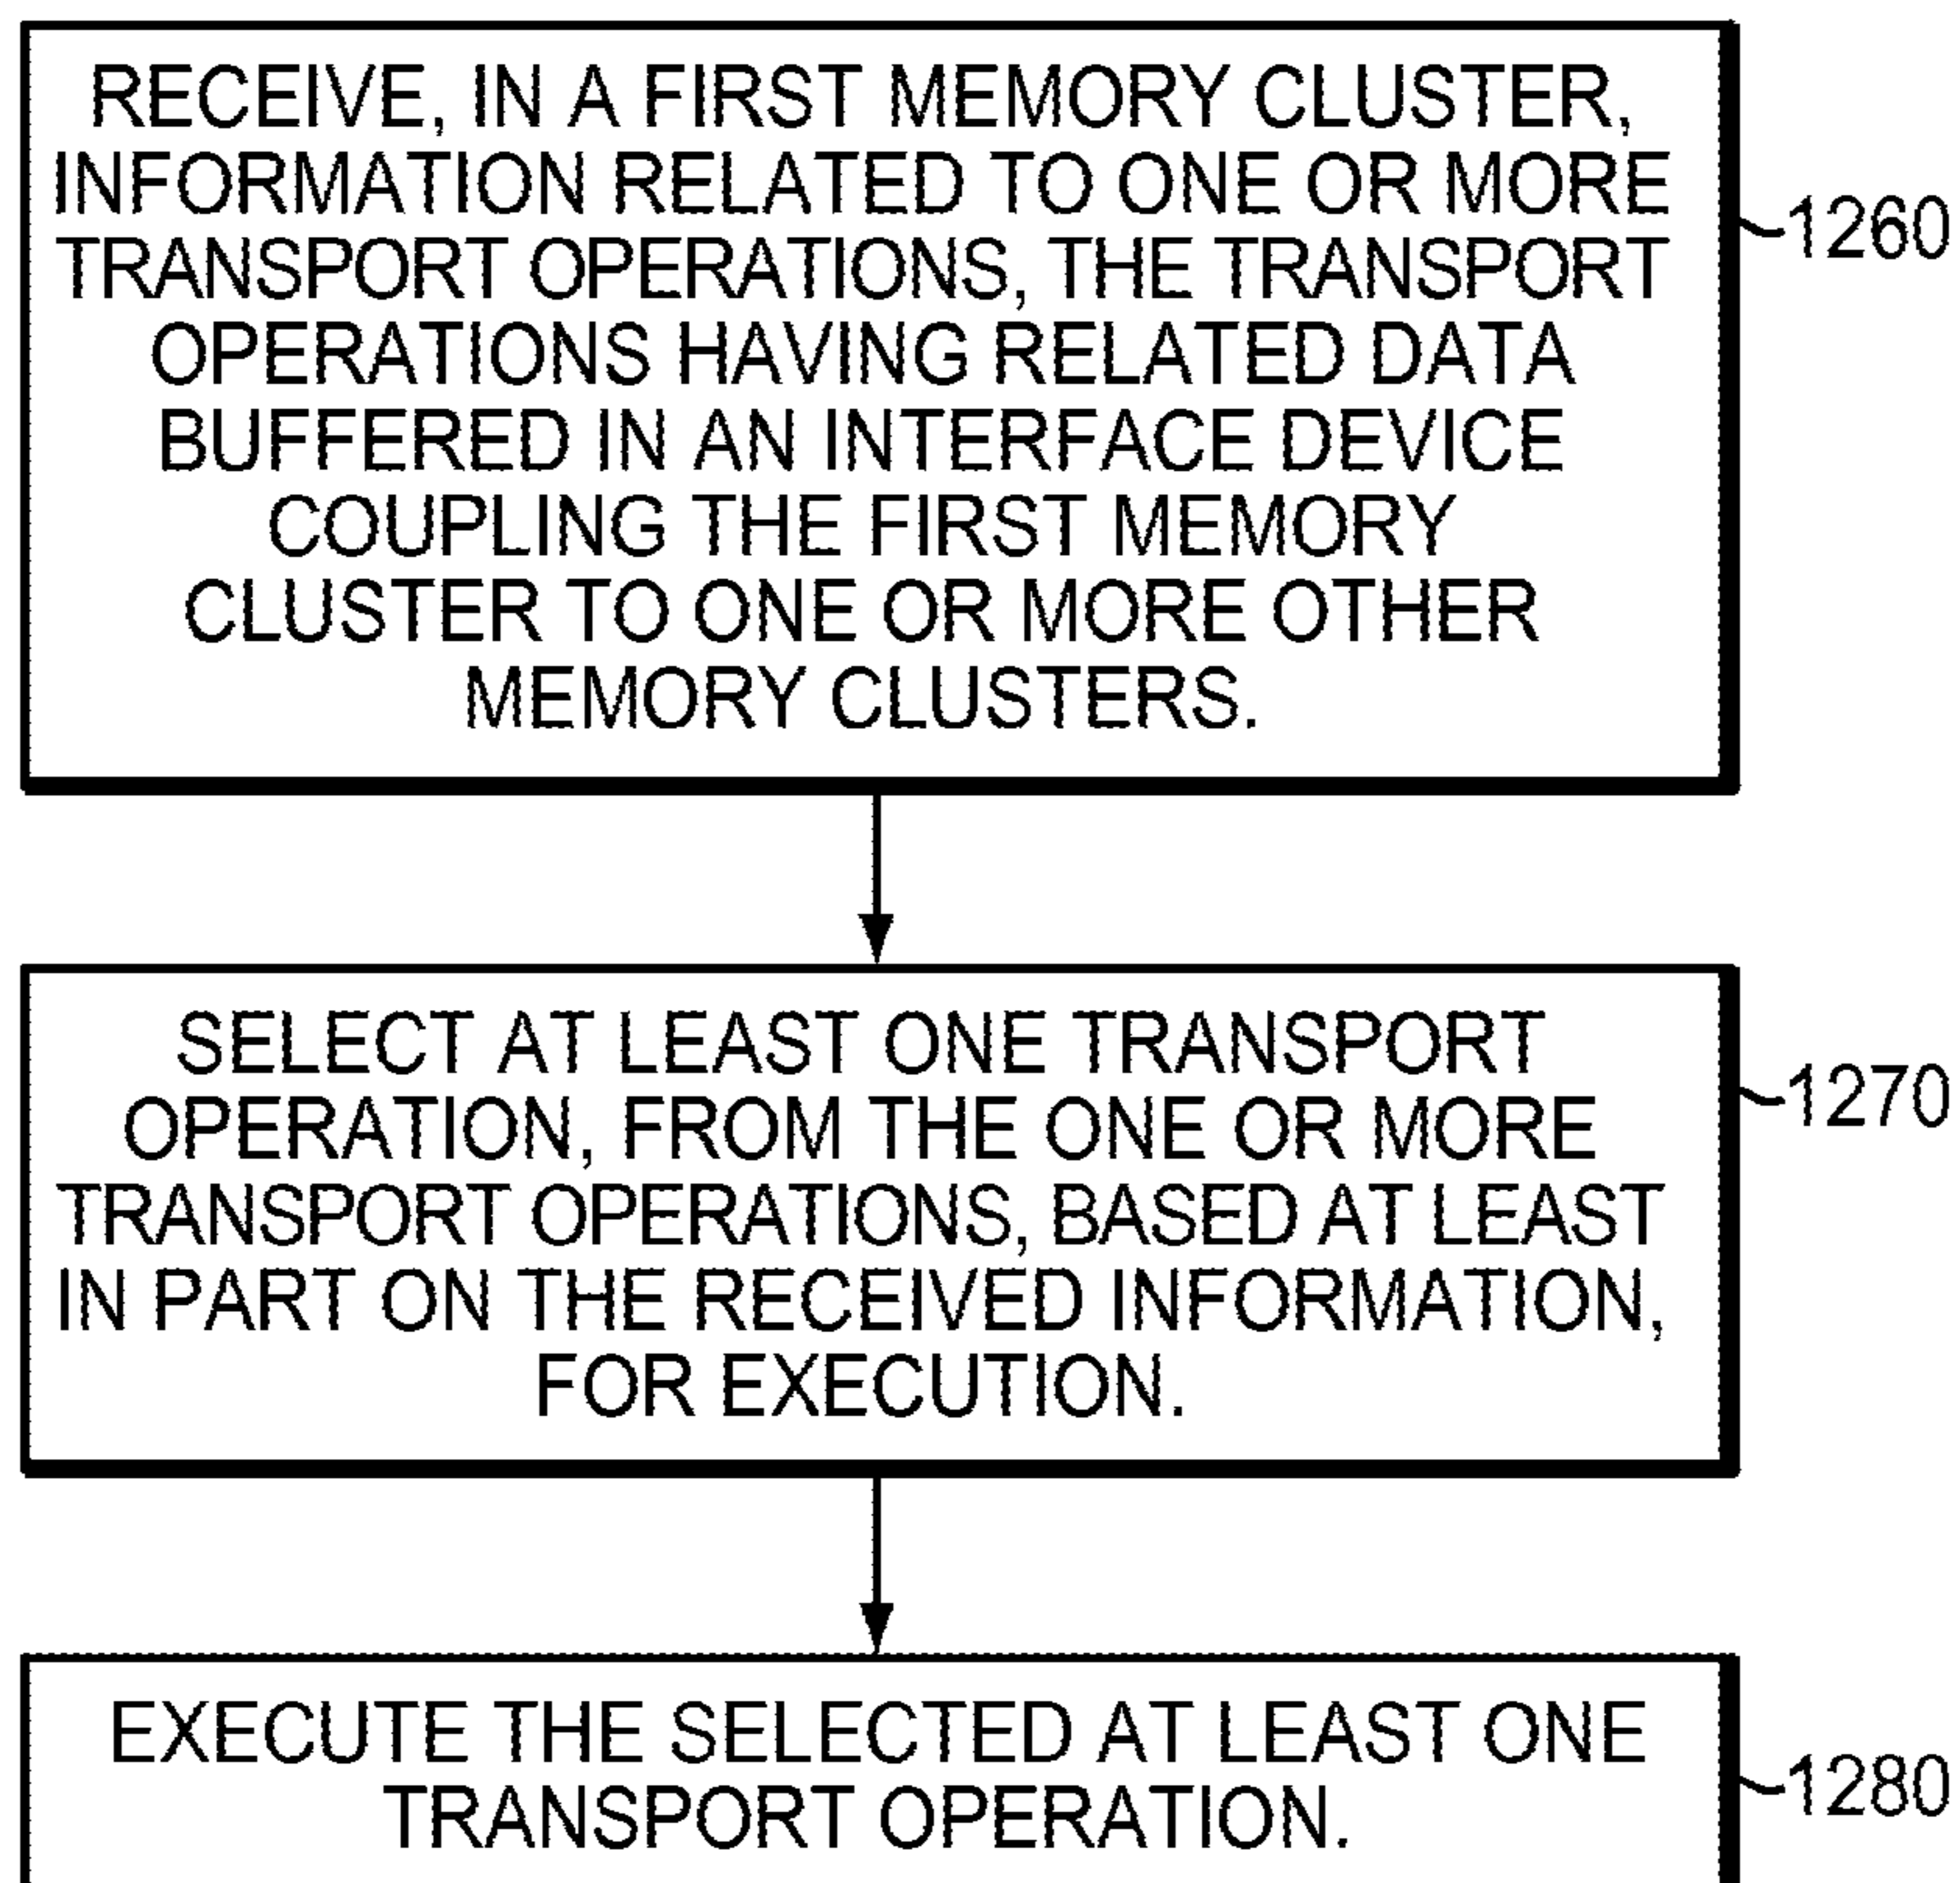 RECEIVE, IN A FIRST MEMORY CLUSTER,
INFORMATION RELATED TO ONE OR MORE
TRANSPORT OPERATIONS, THE TRANSPORT
OPERATIONS HAVING RELATED DATA
BUFFERED IN AN INTERFACE DEVICE
COUPLING THE FIRST MEMORY
CLUSTER TO ONE OR MORE OTHER
MEMORY CLUSTERS.
1260
SELECT AT LEAST ONE TRANSPORT
OPERATION, FROM THE ONE OR MORE
TRANSPORT OPERATIONS, BASED AT LEAST
IN PART ON THE RECEIVED INFORMATION,
FOR EXECUTION.
1270
EXECUTE THE SELECTED AT LEAST ONE
TRANSPORT OPERATION.
1280